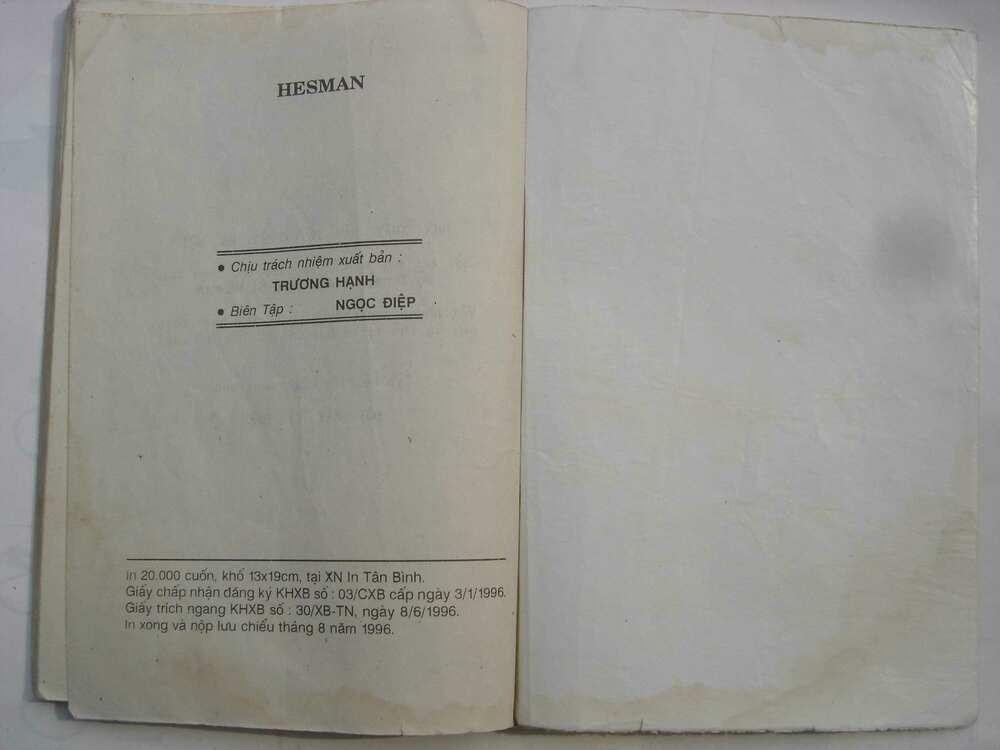 HESMAN
● Chịu trách nhiệm xuất bản :
TRƯƠNG HẠNH
● Biên Tập : NGỌC ĐIỆP
In 20.000 cuốn, khổ 13x19cm, tại XN In Tân Bình.
Giấy chấp nhận đăng ký KHXB số : 03/CXB cấp ngày 3/1/1996.
Giấy trích ngang KHXB số : 30/XB-TN, ngày 8/6/1996.
In xong và nộp lưu chiểu tháng 8 năm 1996.